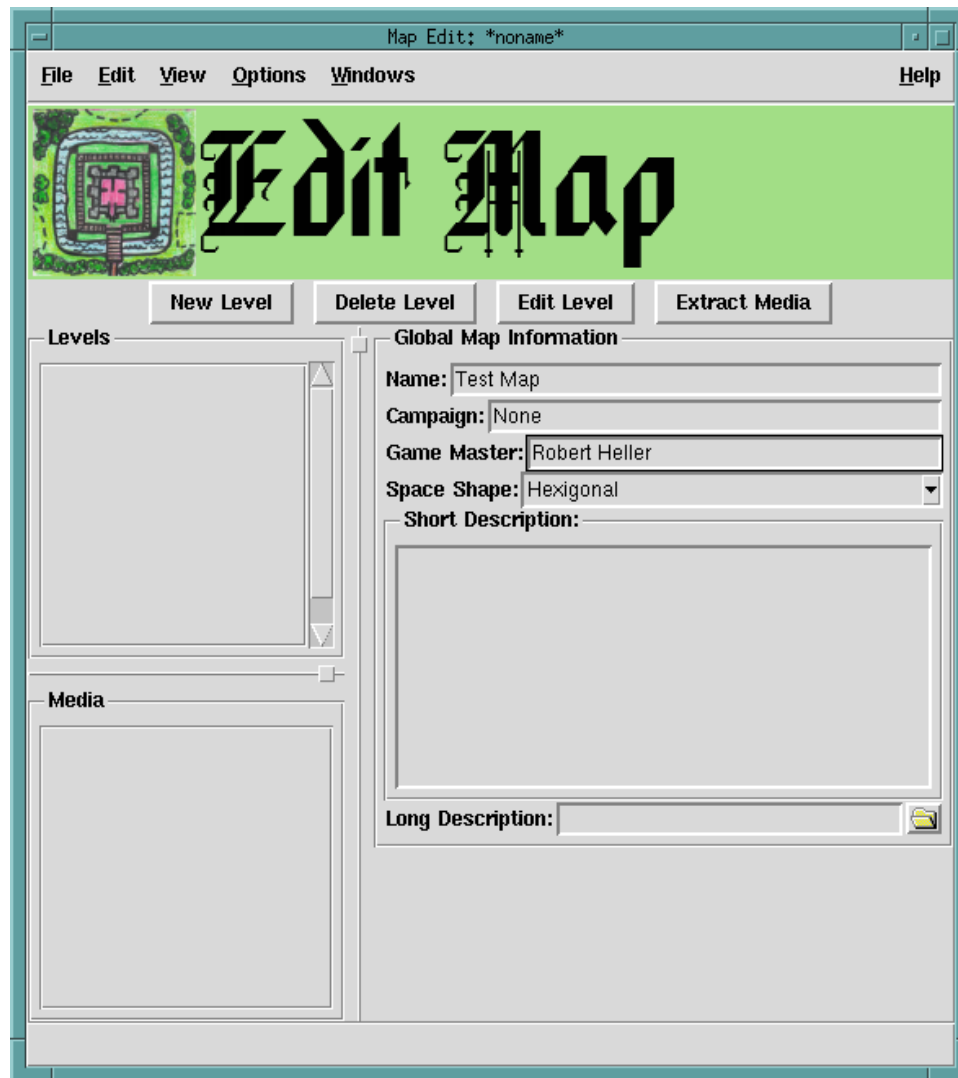 Map Edit: *noname*
File Edit View Options Windows Help
Edit Map
New Level Delete Level Edit Level Extract Media
Levels
Global Map Information
Name: Test Map
Campaign: None
Game Master: Robert Heller
Space Shape: Hexigonal
Short Description:
Media
Long Description: